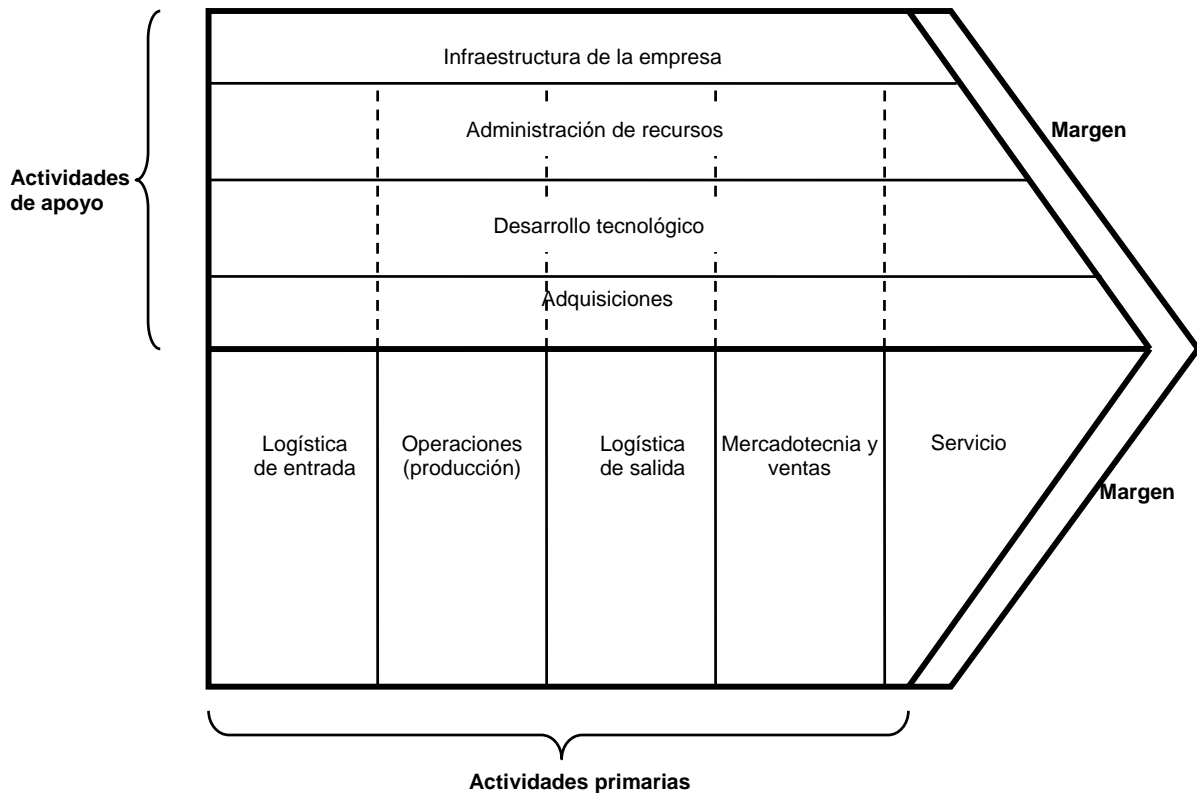 Infraestructura de la empresa
Administración de recursos
Margen
Actividades
de apoyo
Desarrollo tecnológico
Adquisiciones
Logística
de entrada
Operaciones
(producción)
Logística
de salida
Mercadotecnia y
ventas
Servicio
Margen
Actividades primarias